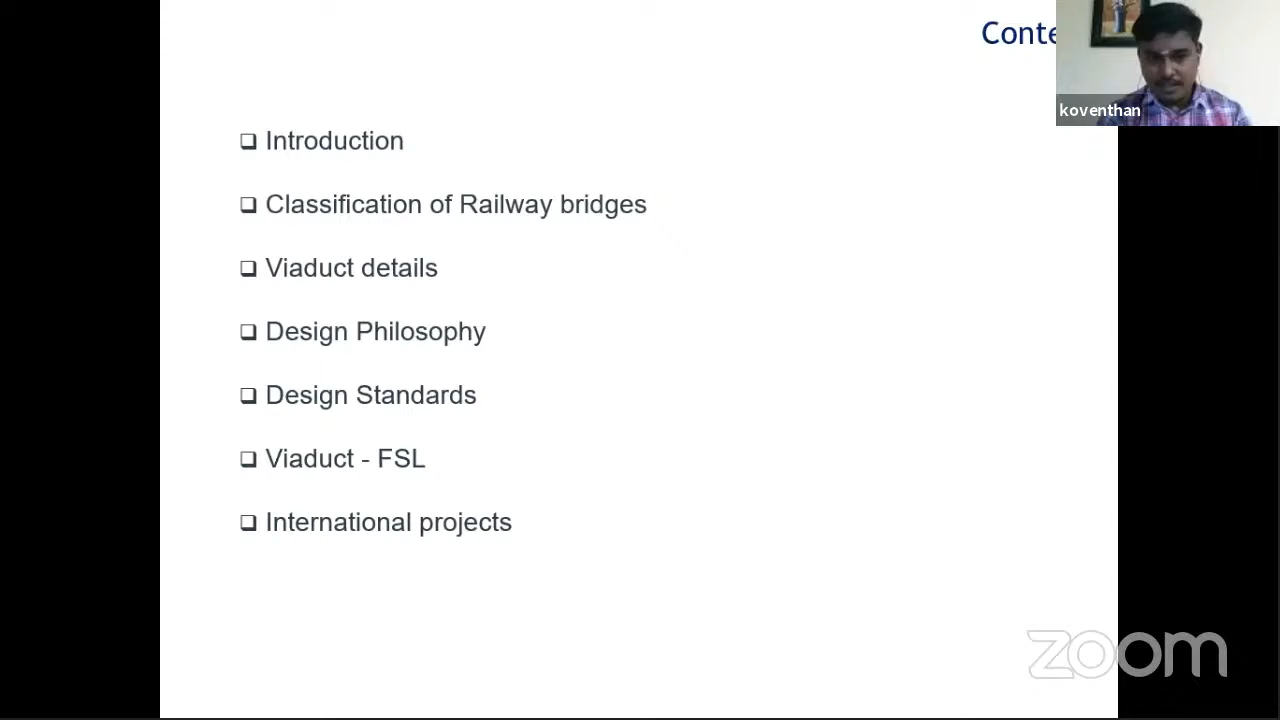 Conte
koventhan
❑ Introduction
❑ Classification of Railway bridges
❑ Viaduct details
❑ Design Philosophy
❑ Design Standards
❑ Viaduct - FSL
❑ International projects
zoom